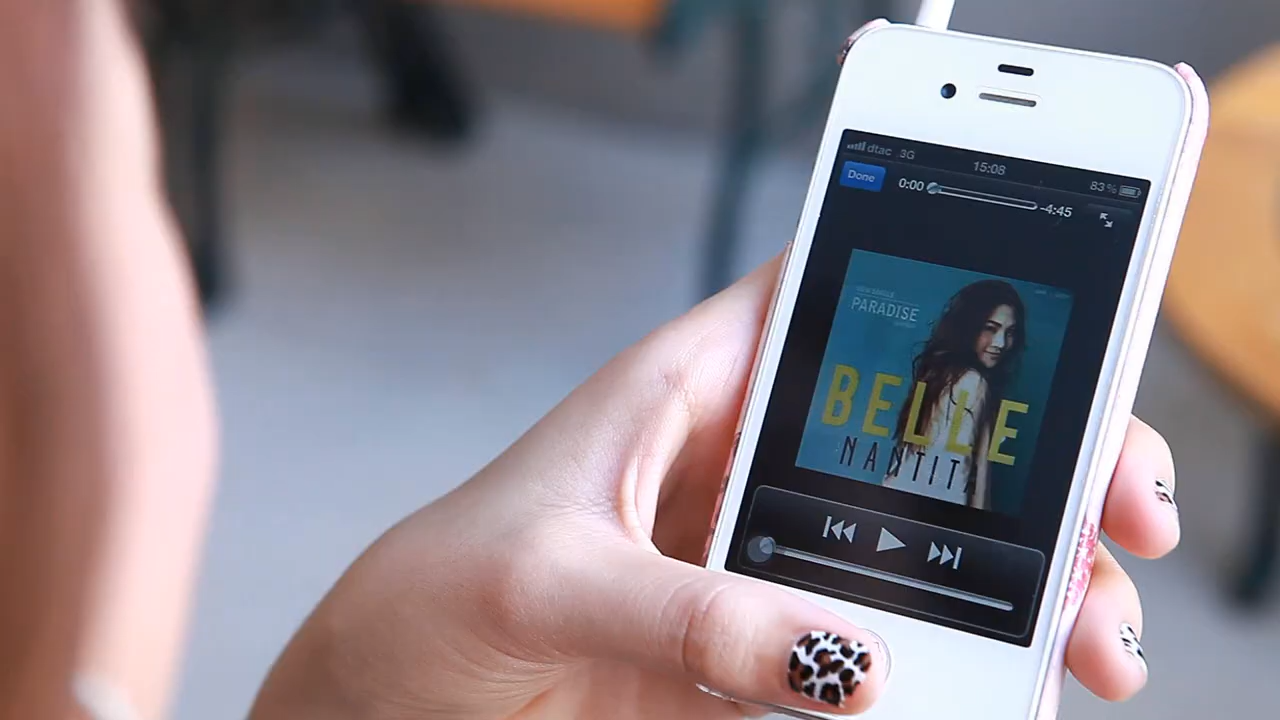 dtac 3G 15:08 83%
Done 0:00 -4:45
PARADISE
BELLE
NANTITA